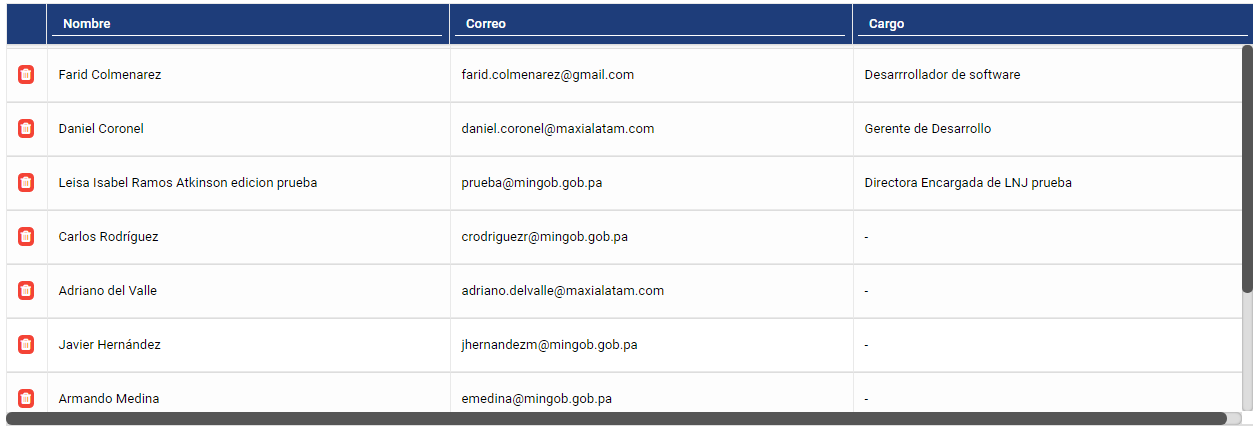 Nombre Correo Cargo
Farid Colmenarez farid.colmenarez@gmail.com Desarrrollador de software
Daniel Coronel daniel.coronel@maxialatam.com Gerente de Desarrollo
Leisa Isabel Ramos Atkinson edicion prueba prueba@mingob.gob.pa Directora Encargada de LNJ prueba
Carlos Rodríguez crodriguezr@mingob.gob.pa -
Adriano del Valle adriano.delvalle@maxialatam.com -
Javier Hernández jhernandezm@mingob.gob.pa -
Armando Medina emedina@mingob.gob.pa -